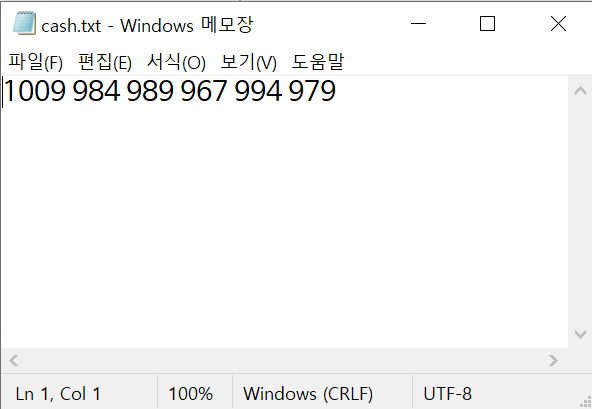 cash.txt - Windows 메모장
파일(F) 편집(E) 서식(O) 보기(V) 도움말
1009 984 989 967 994 979
Ln 1, Col 1 100% Windows (CRLF) UTF-8